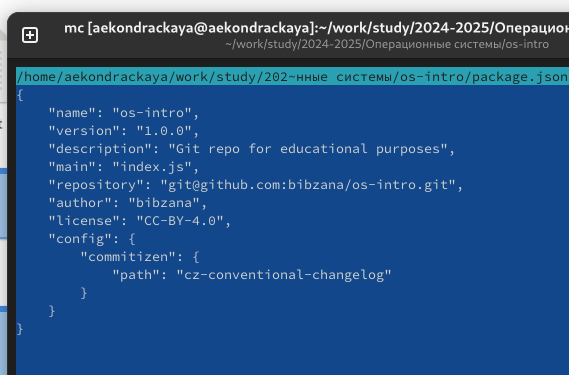 mc [aekondrackaya@aekondrackaya]:~/work/study/2024-2025/Операцион
~/work/study/2024-2025/Операционные системы/os-intro
/home/aekondrackaya/work/study/202~нные системы/os-intro/package.json
{
    "name": "os-intro",
    "version": "1.0.0",
    "description": "Git repo for educational purposes",
    "main": "index.js",
    "repository": "git@github.com:bibzana/os-intro.git",
    "author": "bibzana",
    "license": "CC-BY-4.0",
    "config": {
        "commitizen": {
            "path": "cz-conventional-changelog"
        }
    }
}